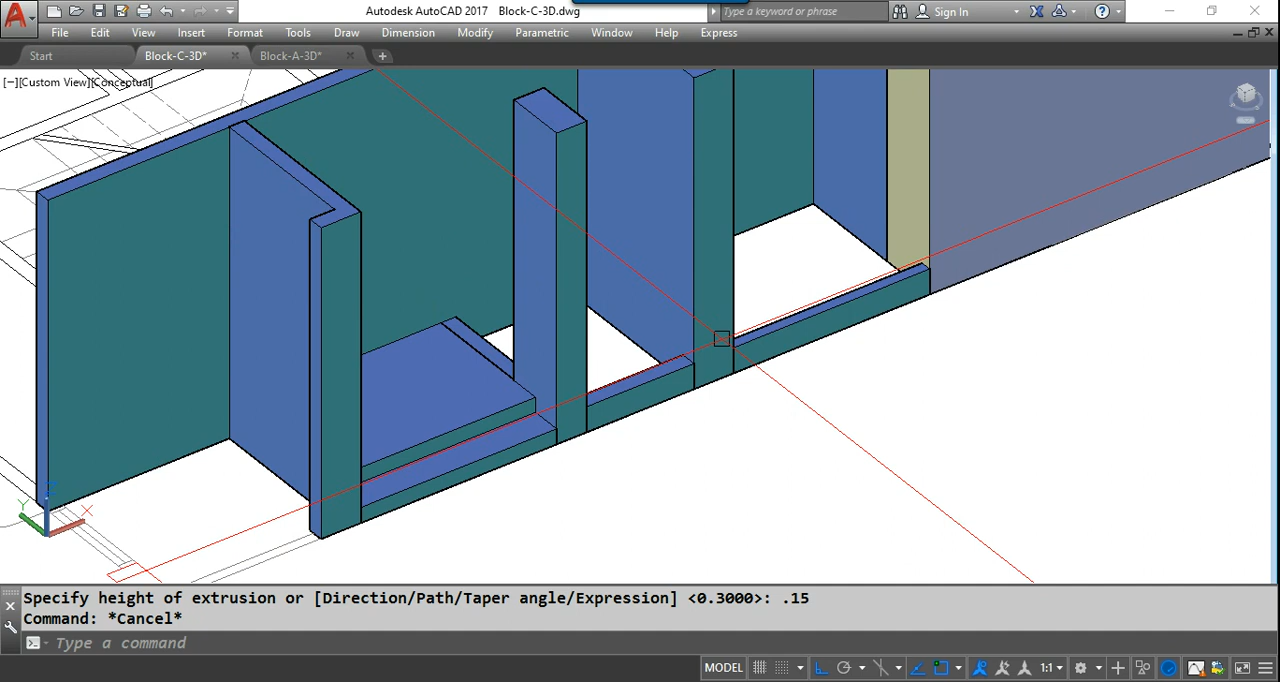 Autodesk AutoCAD 2017 Block-C-3D.dwg
Type a keyword or phrase
Sign In
File Edit View Insert Format Tools Draw Dimension Modify Parametric Window Help Express
Start Block-C-3D* Block-A-3D*
[−][Custom View][Conceptual]
Z
Y X
Specify height of extrusion or [Direction/Path/Taper angle/Expression] <0.3000>: .15
Command: *Cancel*
Type a command
MODEL 1:1